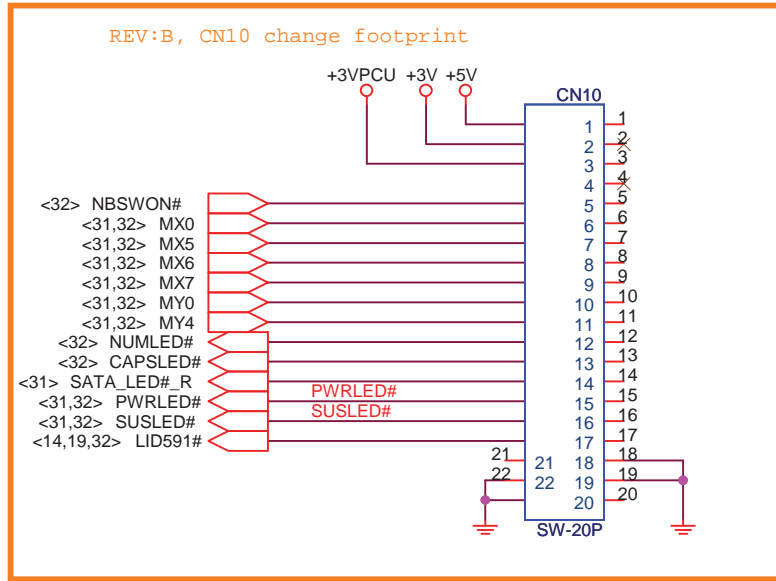 REV:B, CN10 change footprint
+3VPCU +3V +5V
CN10
1 1
2 2
3 3
4 4
<32> NBSWON# 5 5
<31,32> MX0 6 6
<31,32> MX5 7 7
<31,32> MX6 8 8
<31,32> MX7 9 9
<31,32> MY0 10 10
<31,32> MY4 11 11
<32> NUMLED# 12 12
<32> CAPSLED# 13 13
<31> SATA_LED#_R 14 14
<31,32> PWRLED# PWRLED# 15 15
<31,32> SUSLED# SUSLED# 16 16
<14,19,32> LID591# 17 17
21 21 18 18
22 22 19 19
20 20
SW-20P